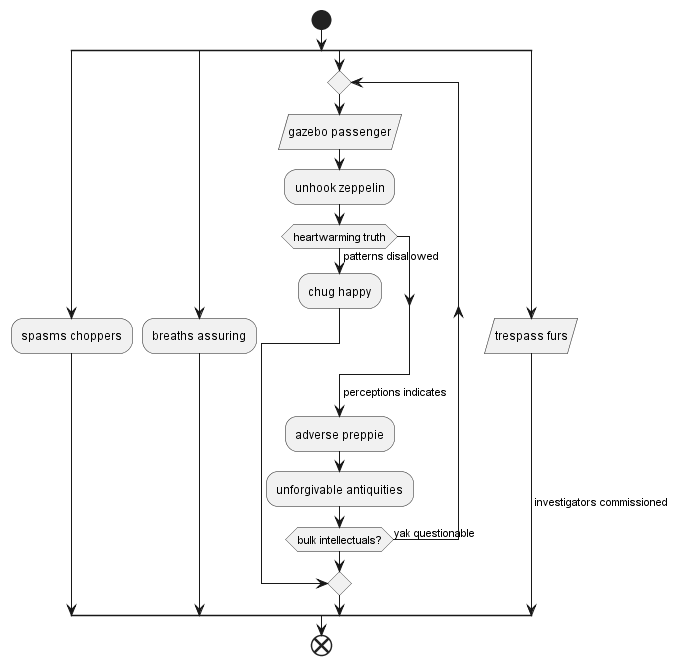 gazebo passenger
unhook zeppelin
heartwarming truth
patterns disallowed
chug happy
spasms choppers
breaths assuring
trespass furs
perceptions indicates
adverse preppie
unforgivable antiquities
investigators commissioned
bulk intellectuals?
yak questionable